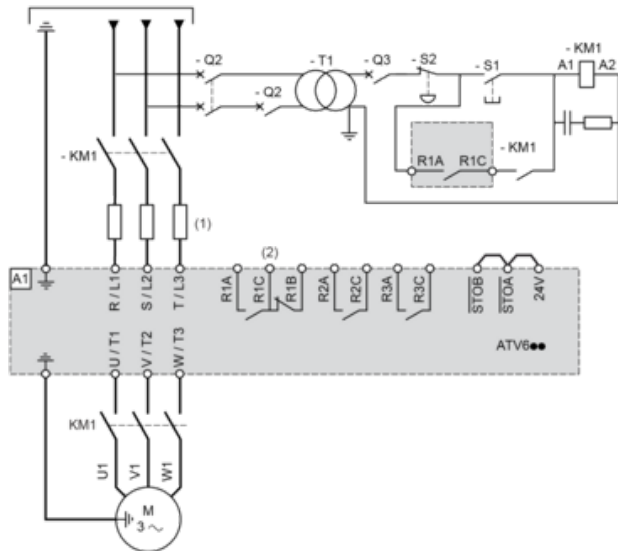 - Q2
- T1
- Q3
- S2
- S1
- KM1
A1
A2
- Q2
- KM1
R1A
R1C
- KM1
(1)
(2)
A1
R / L1
S / L2
T / L3
R1A
R1C
R1B
R2A
R2C
R3A
R3C
STOB
STOA
24V
U / T1
V / T2
W / T3
ATV6●●
KM1
U1
V1
W1
M
3 ~